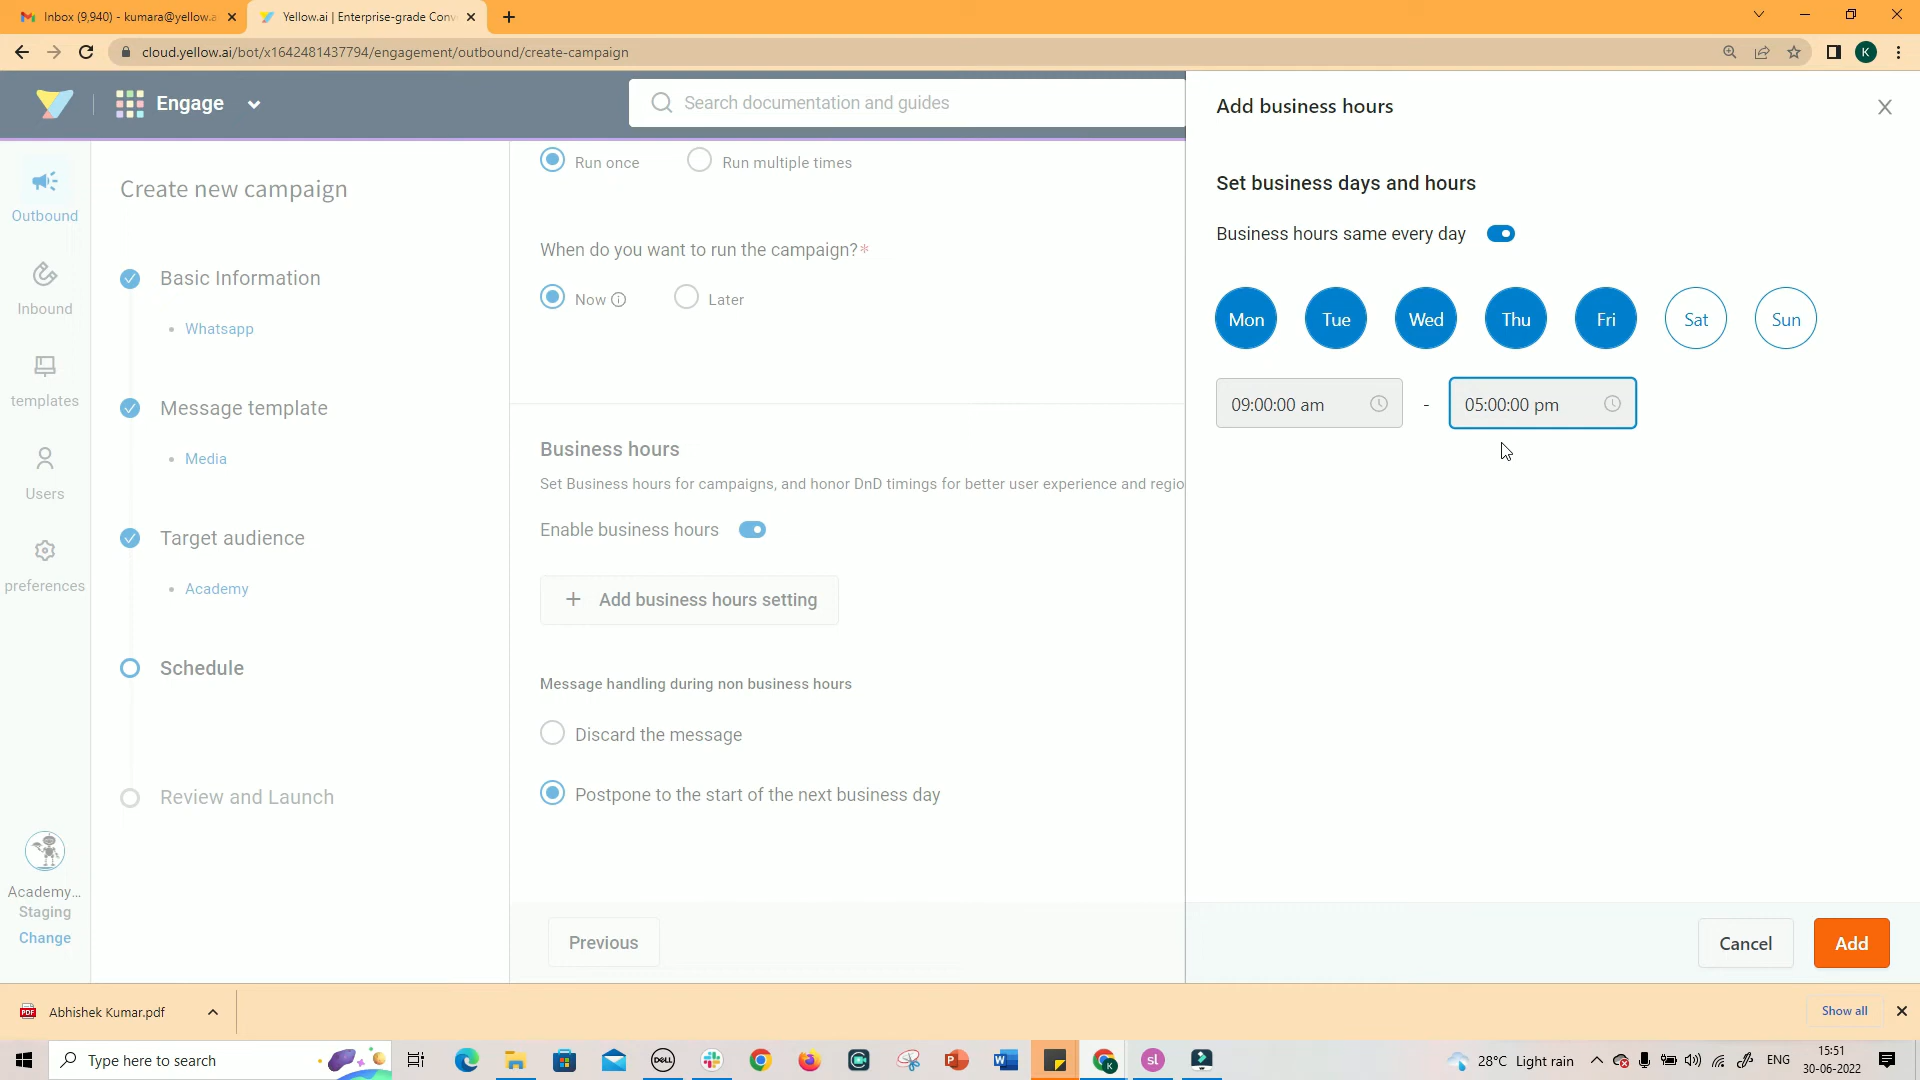 Inbox (9,940) - kumara@yellow.a
Yellow.ai | Enterprise-grade Conv
cloud.yellow.ai/bot/x1642481437794/engagement/outbound/create-campaign
K
Engage
Search documentation and guides
Outbound
Inbound
templates
Users
preferences
Academy...
Staging
Change
Create new campaign
Basic Information
Whatsapp
Message template
Media
Target audience
Academy
Schedule
Review and Launch
Run once
Run multiple times
When do you want to run the campaign?*
Now
Later
Business hours
Set Business hours for campaigns, and honor DnD timings for better user experience and regio
Enable business hours
+ Add business hours setting
Message handling during non business hours
Discard the message
Postpone to the start of the next business day
Previous
Add business hours
Set business days and hours
Business hours same every day
Mon Tue Wed Thu Fri Sat Sun
09:00:00 am - 05:00:00 pm
Cancel
Add
PDF
Abhishek Kumar.pdf
Show all
Type here to search
DELL
sl
28°C Light rain
ENG
15:51
30-06-2022